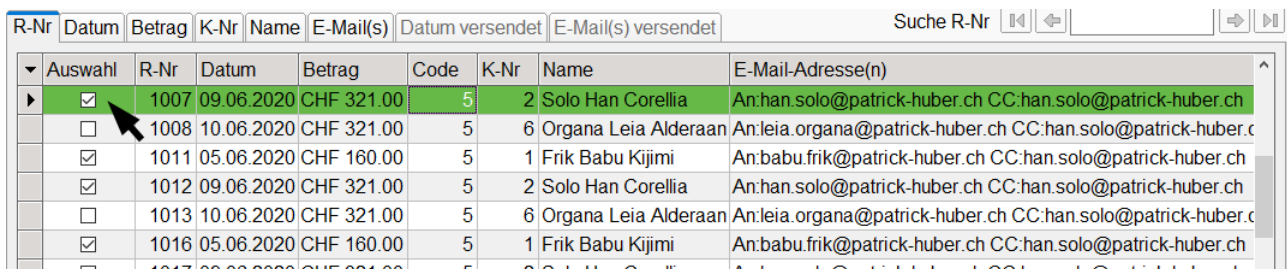 R-Nr Datum Betrag K-Nr Name E-Mail(s) Datum versendet E-Mail(s) versendet Suche R-Nr
Auswahl R-Nr Datum Betrag Code K-Nr Name E-Mail-Adresse(n)
1007 09.06.2020 CHF 321.00 5 2 Solo Han Corellia An:han.solo@patrick-huber.ch CC:han.solo@patrick-huber.ch
1008 10.06.2020 CHF 321.00 5 6 Organa Leia Alderaan An:leia.organa@patrick-huber.ch CC:han.solo@patrick-huber.c
1011 05.06.2020 CHF 160.00 5 1 Frik Babu Kijimi An:babu.frik@patrick-huber.ch CC:han.solo@patrick-huber.ch
1012 09.06.2020 CHF 321.00 5 2 Solo Han Corellia An:han.solo@patrick-huber.ch CC:han.solo@patrick-huber.ch
1013 10.06.2020 CHF 321.00 5 6 Organa Leia Alderaan An:leia.organa@patrick-huber.ch CC:han.solo@patrick-huber.c
1016 05.06.2020 CHF 160.00 5 1 Frik Babu Kijimi An:babu.frik@patrick-huber.ch CC:han.solo@patrick-huber.ch